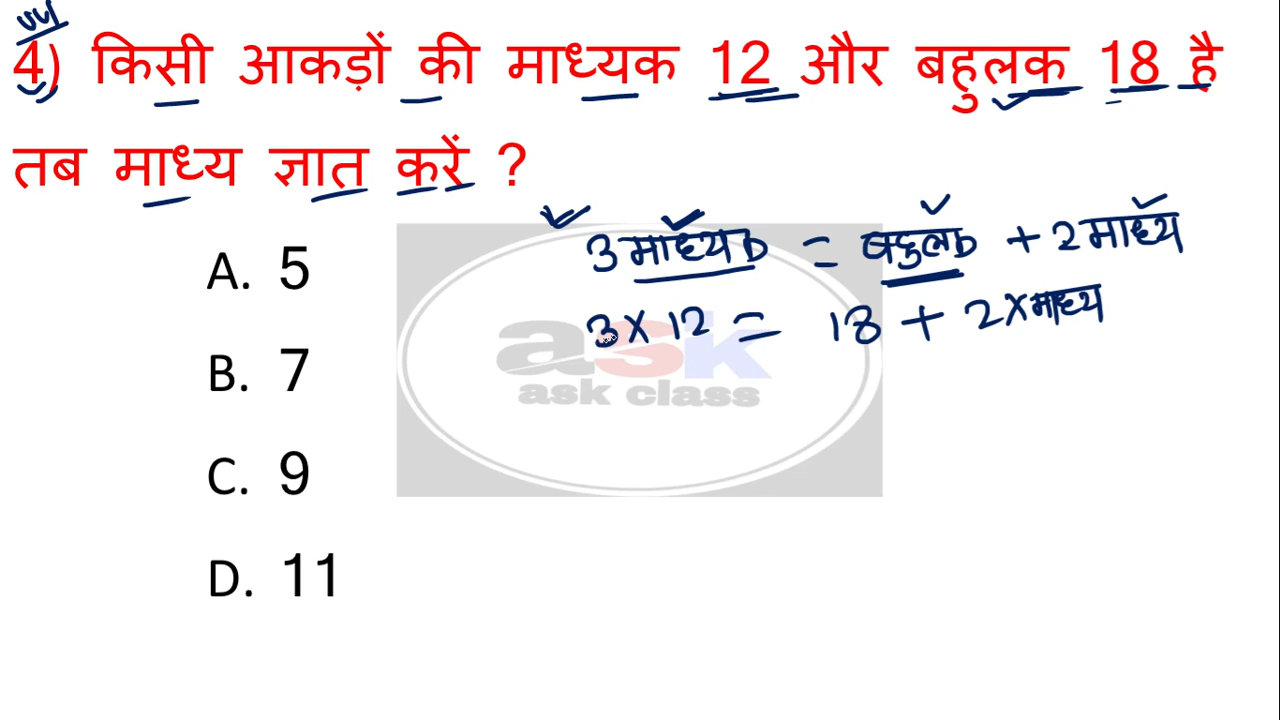 4) किसी आकड़ों की माध्यक 12 और बहुलक 18 है
तब माध्य ज्ञात करें ?
3 माध्यक = बहुलक + 2 माध्य
A. 5
3 × 12 = 18 + 2 × माध्य
B. 7
ask
ask class
C. 9
D. 11